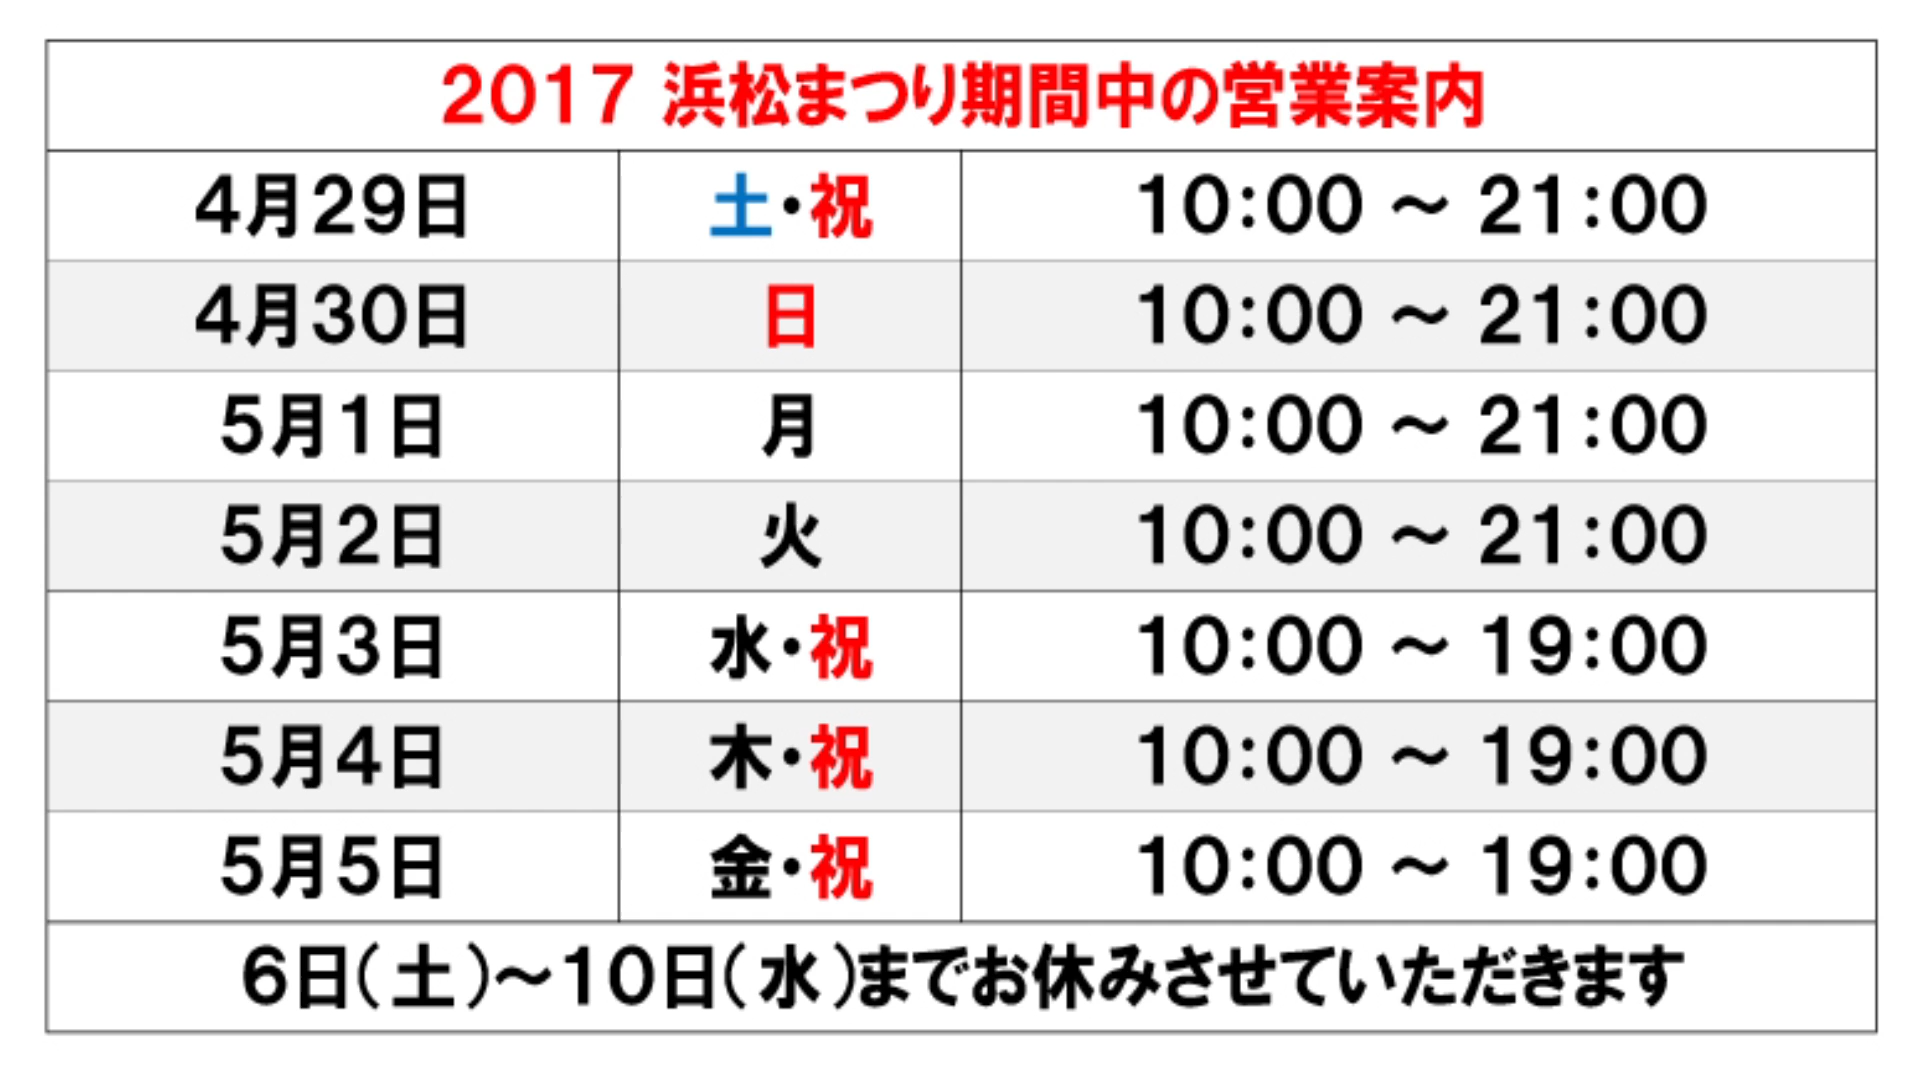 2017 浜松まつり期間中の営業案内
4月29日 土・祝 10:00 ～ 21:00
4月30日 日 10:00 ～ 21:00
5月1日 月 10:00 ～ 21:00
5月2日 火 10:00 ～ 21:00
5月3日 水・祝 10:00 ～ 19:00
5月4日 木・祝 10:00 ～ 19:00
5月5日 金・祝 10:00 ～ 19:00
6日(土)～10日(水)までお休みさせていただきます